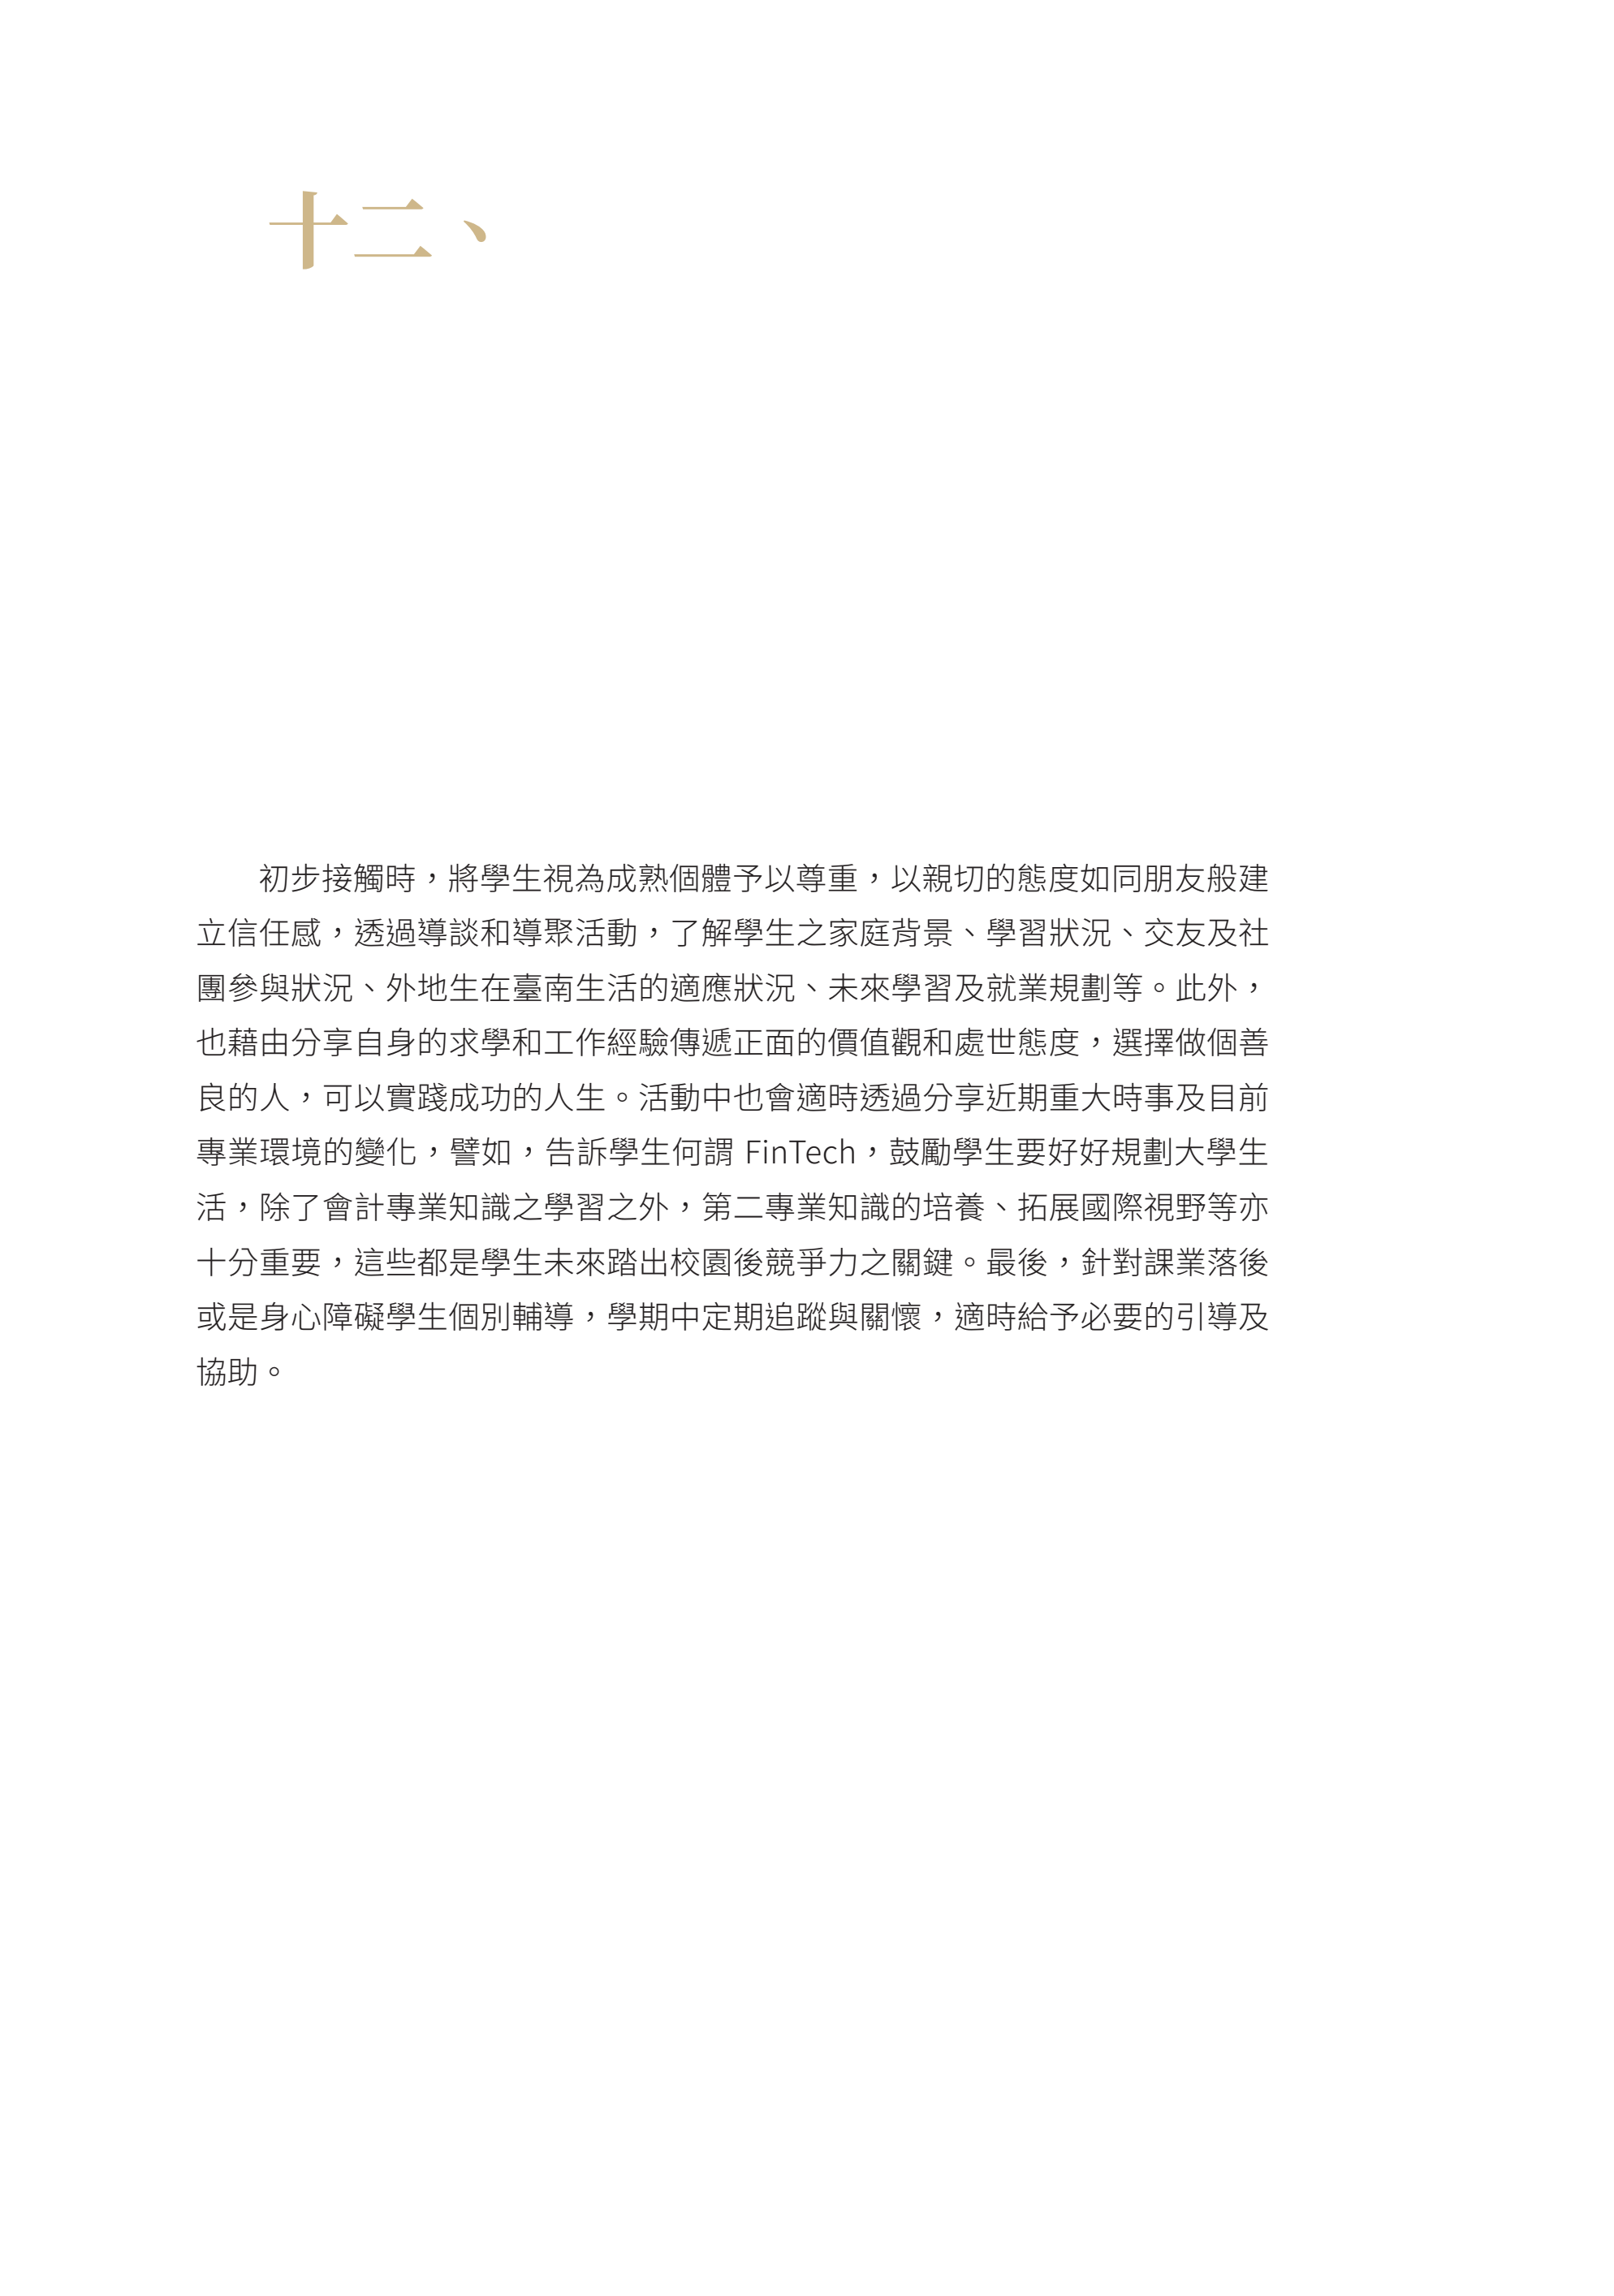 十二、
初步接觸時，將學生視為成熟個體予以尊重，以親切的態度如同朋友般建
立信任感，透過導談和導聚活動，了解學生之家庭背景、學習狀況、交友及社
團參與狀況、外地生在臺南生活的適應狀況、未來學習及就業規劃等。此外，
也藉由分享自身的求學和工作經驗傳遞正面的價值觀和處世態度，選擇做個善
良的人，可以實踐成功的人生。活動中也會適時透過分享近期重大時事及目前
專業環境的變化，譬如，告訴學生何謂 FinTech，鼓勵學生要好好規劃大學生
活，除了會計專業知識之學習之外，第二專業知識的培養、拓展國際視野等亦
十分重要，這些都是學生未來踏出校園後競爭力之關鍵。最後，針對課業落後
或是身心障礙學生個別輔導，學期中定期追蹤與關懷，適時給予必要的引導及
協助。